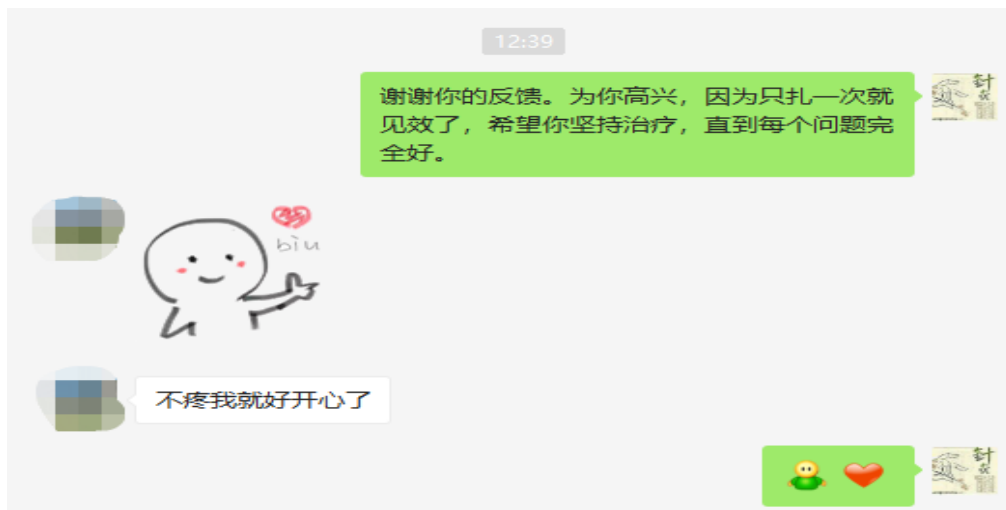 12:39
谢谢你的反馈。为你高兴，因为只扎一次就
见效了，希望你坚持治疗，直到每个问题完
全好。
biu
不疼我就好开心了